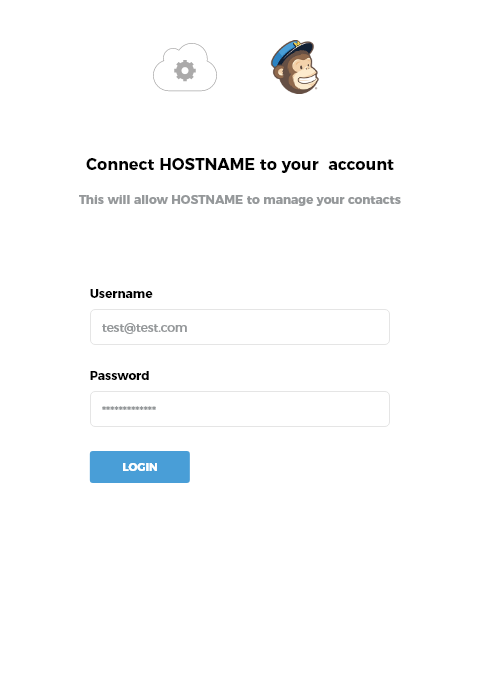 Connect HOSTNAME to your  account
This will allow HOSTNAME to manage your contacts
Username
test@test.com
Password
*************
LOGIN